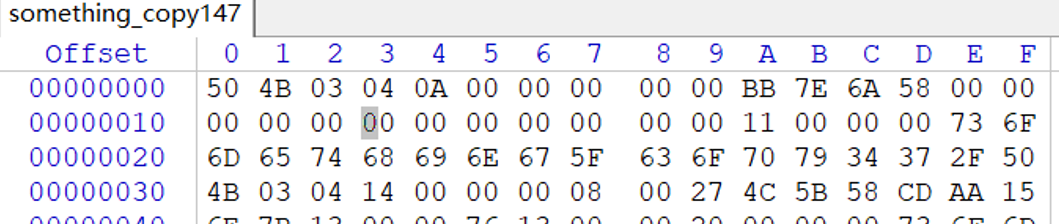 something_copy147
Offset 0 1 2 3 4 5 6 7 8 9 A B C D E F
00000000 50 4B 03 04 0A 00 00 00 00 00 BB 7E 6A 58 00 00
00000010 00 00 00 00 00 00 00 00 00 00 11 00 00 00 73 6F
00000020 6D 65 74 68 69 6E 67 5F 63 6F 70 79 34 37 2F 50
00000030 4B 03 04 14 00 00 00 08 00 27 4C 5B 58 CD AA 15